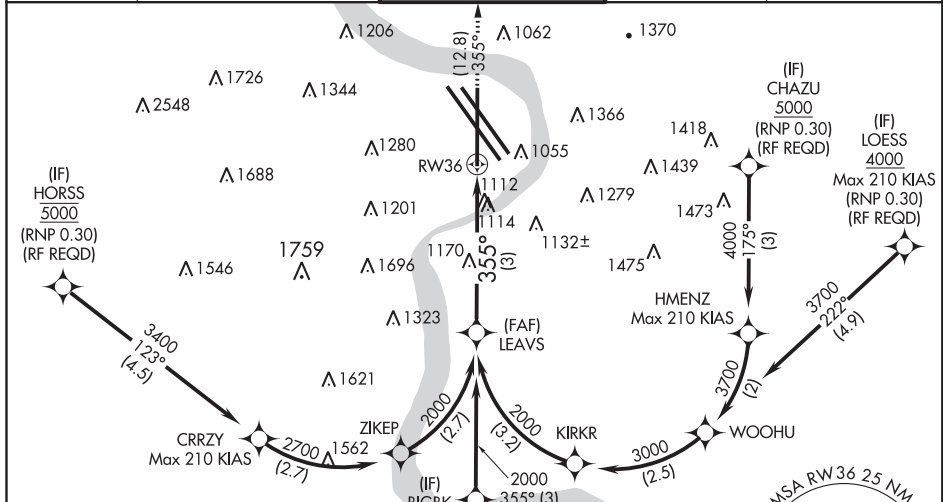 1206
1062
1370
(12.8)
355°
1726
1344
2548
(IF)
CHAZU
5000
(RNP 0.30)
(RF REQD)
1366
1418
(IF)
LOESS
4000
Max 210 KIAS
(RNP 0.30)
(RF REQD)
1280
1055
1439
RW36
1688
1112
1279
1473
(IF)
HORSS
5000
(RNP 0.30)
(RF REQD)
1201
1114
1132±
4000
175°
(3)
1759
1170
355°
(3)
1475
1546
1696
HMENZ
Max 210 KIAS
3700
222°
(4.9)
1323
(FAF)
LEAVS
3400
123°
(4.5)
1621
3700
(2)
2000
(2.7)
2000
(3.2)
ZIKEP
KIRKR
WOOHU
CRRZY
Max 210 KIAS
2700
(2.7)
1562
3000
(2.5)
2000
355° (3)
(IF)
MSA RW36 25 NM